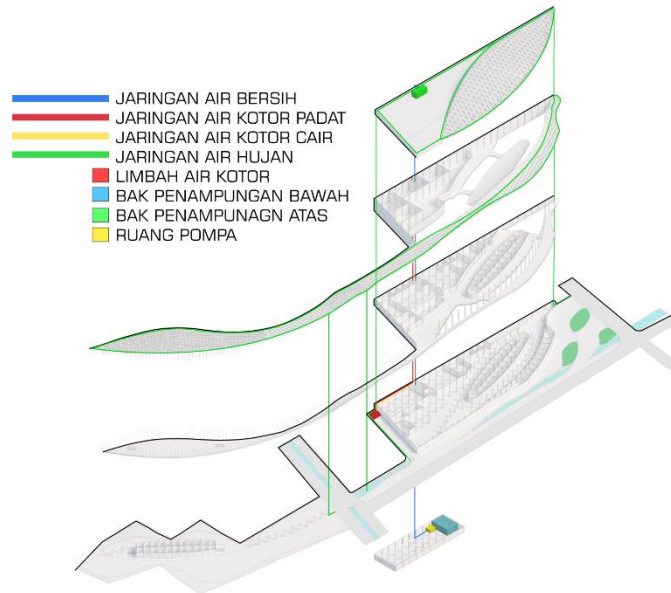 JARINGAN AIR BERSIH
JARINGAN AIR KOTOR PADAT
JARINGAN AIR KOTOR CAIR
JARINGAN AIR HUJAN
LIMBAH AIR KOTOR
BAK PENAMPUNGAN BAWAH
BAK PENAMPUNAGN ATAS
RUANG POMPA